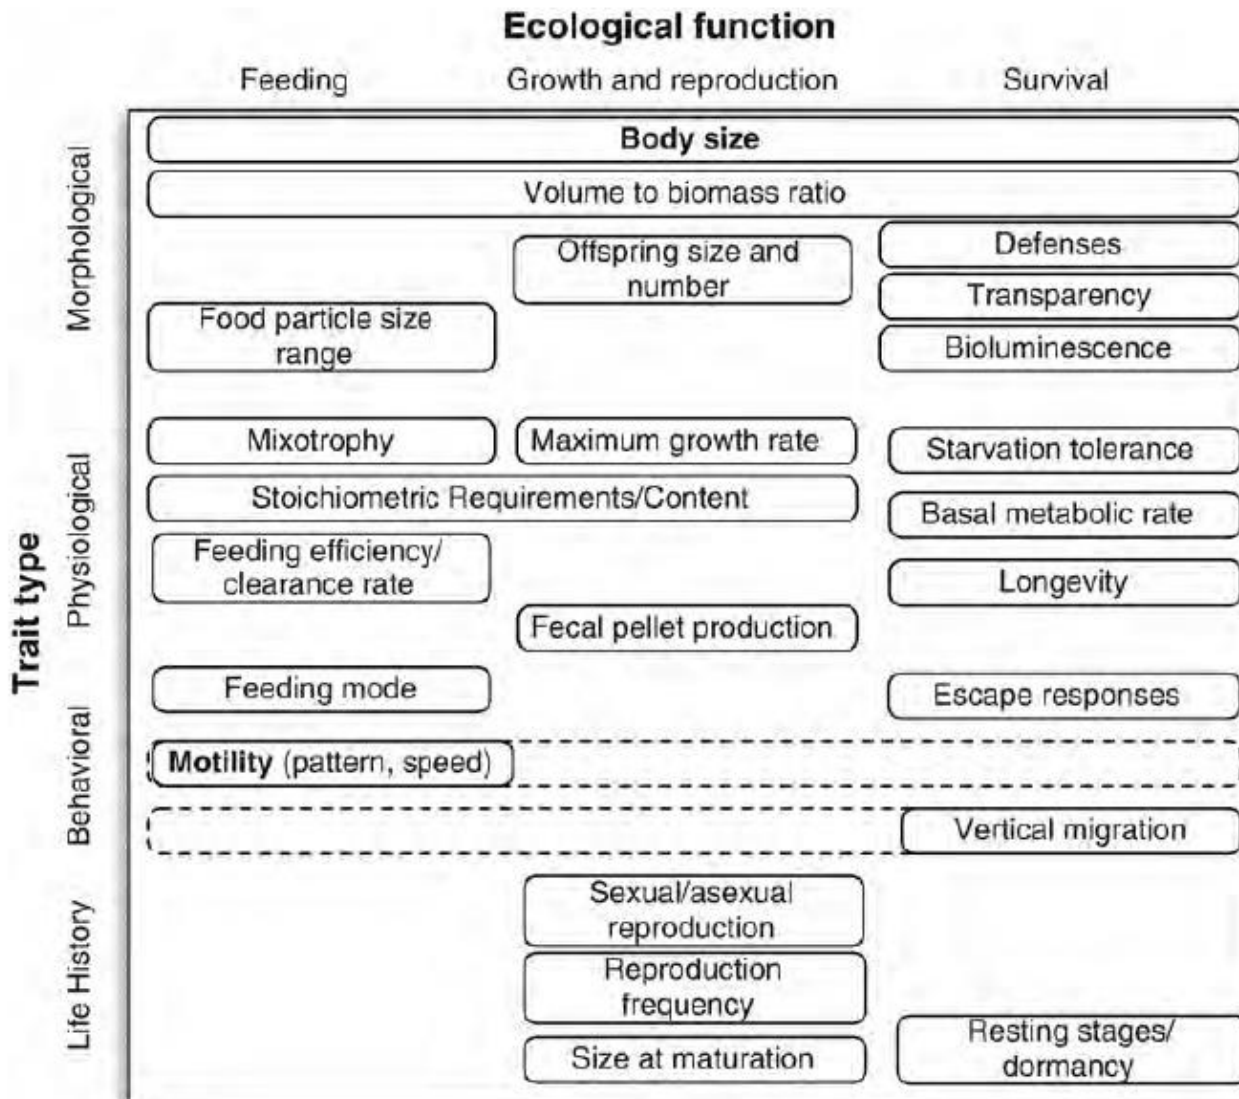 Ecological function
Feeding Growth and reproduction Survival
Trait type
Morphological
Body size
Volume to biomass ratio
Offspring size and
number
Defenses
Transparency
Food particle size
range
Bioluminescence
Physiological
Mixotrophy
Maximum growth rate
Starvation tolerance
Stoichiometric Requirements/Content
Basal metabolic rate
Feeding efficiency/
clearance rate
Longevity
Fecal pellet production
Behavioral
Feeding mode
Escape responses
Motility (pattern, speed)
Vertical migration
Life History
Sexual/asexual
reproduction
Reproduction
frequency
Size at maturation
Resting stages/
dormancy